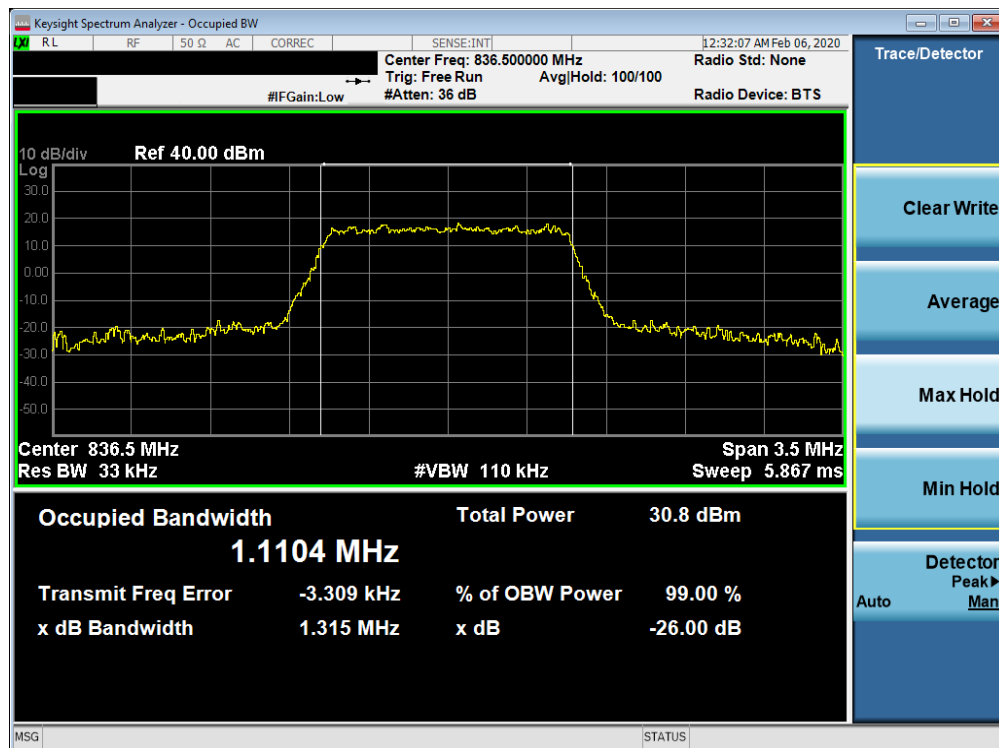 Keysight Spectrum Analyzer - Occupied BW
LXI RL RF 50 Ω AC CORREC SENSE:INT 12:32:07 AM Feb 06, 2020
Center Freq: 836.500000 MHz Radio Std: None
Trig: Free Run Avg|Hold: 100/100
#IFGain:Low #Atten: 36 dB Radio Device: BTS
10 dB/div Ref 40.00 dBm
Log
30.0
20.0
10.0
0.00
-10.0
-20.0
-30.0
-40.0
-50.0
Center 836.5 MHz Span 3.5 MHz
Res BW 33 kHz #VBW 110 kHz Sweep 5.867 ms
Occupied Bandwidth Total Power 30.8 dBm
1.1104 MHz
Transmit Freq Error -3.309 kHz % of OBW Power 99.00 %
x dB Bandwidth 1.315 MHz x dB -26.00 dB
MSG STATUS
Trace/Detector
Clear Write
Average
Max Hold
Min Hold
Detector
Peak▶
Auto Man